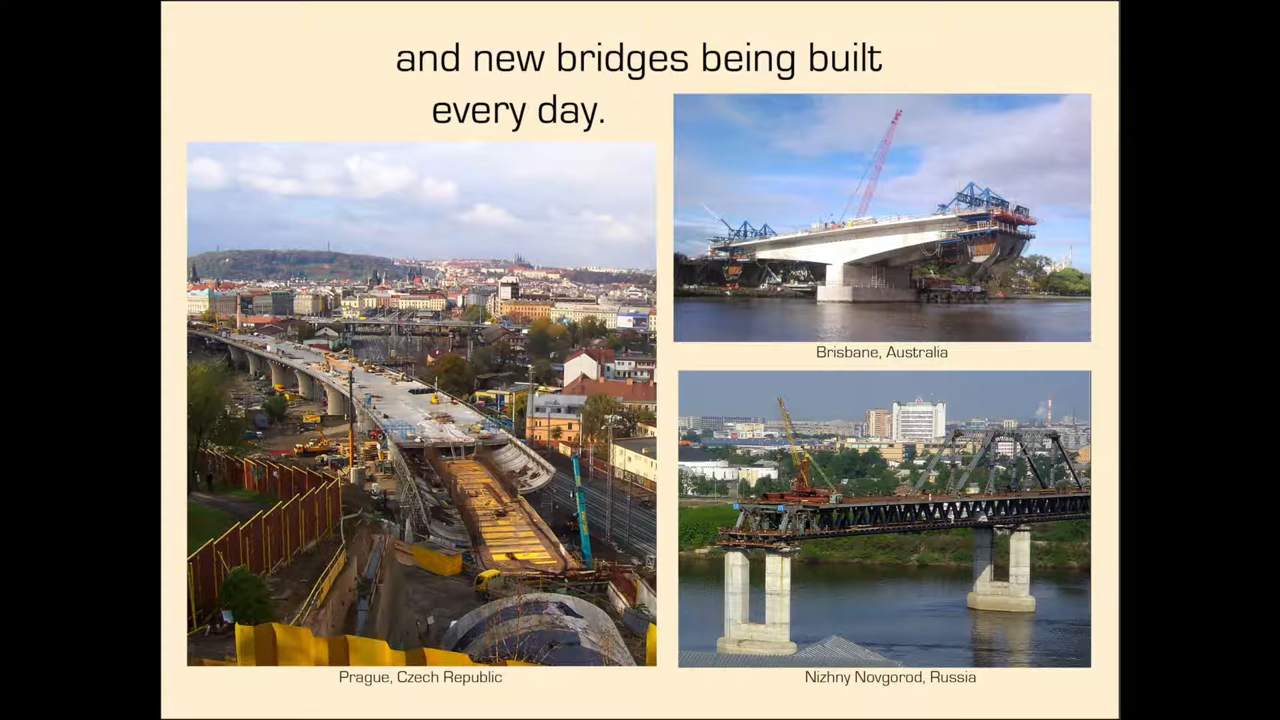 and new bridges being built
every day.
Brisbane, Australia
Prague, Czech Republic
Nizhny Novgorod, Russia